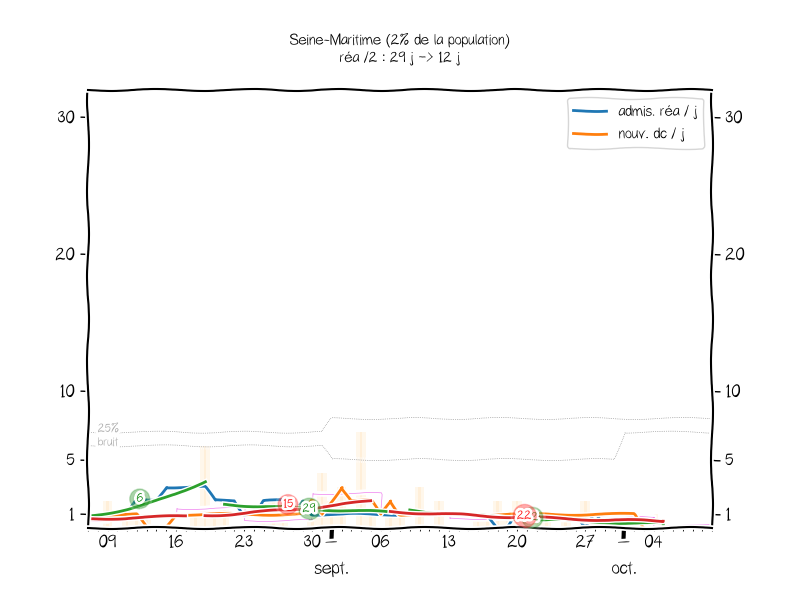 Seine-Maritime (2% de la population)
réa /2 : 29 j -> 12 j
admis. réa / j
nouv. dc / j
30 30
20 20
10 10
25%
bruit
5 5
6 15 29 22
1 1
09 16 23 30 06 13 20 27 04
sept. oct.